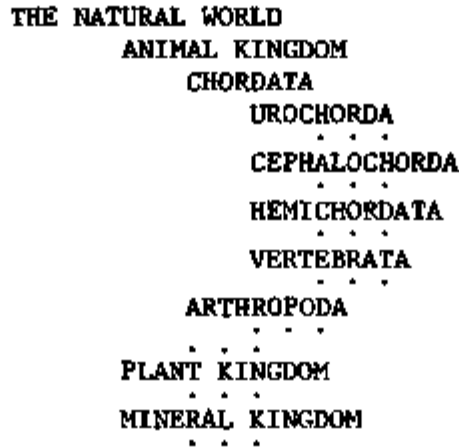 THE NATURAL WORLD
ANIMAL KINGDOM
CHORDATA
UROCHORDA
. . .
CEPHALOCHORDA
. . .
HEMICHORDATA
. . .
VERTEBRATA
. . .
ARTHROPODA
. . .
. . .
PLANT KINGDOM
. . .
MINERAL KINGDOM
. . .